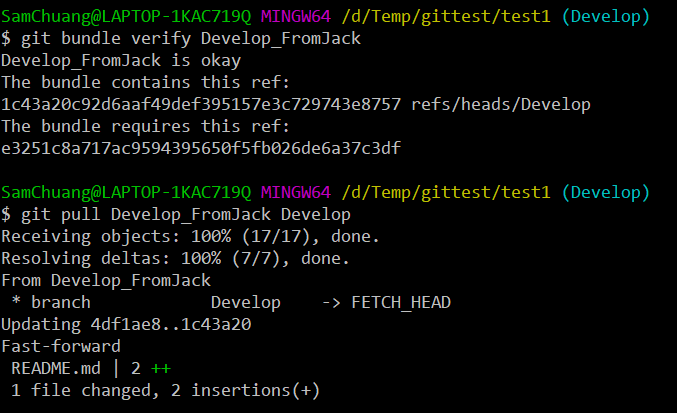 SamChuang@LAPTOP-1KAC719Q MINGW64 /d/Temp/gittest/test1 (Develop)
$ git bundle verify Develop_FromJack
Develop_FromJack is okay
The bundle contains this ref:
1c43a20c92d6aaf49def395157e3c729743e8757 refs/heads/Develop
The bundle requires this ref:
e3251c8a717ac9594395650f5fb026de6a37c3df
SamChuang@LAPTOP-1KAC719Q MINGW64 /d/Temp/gittest/test1 (Develop)
$ git pull Develop_FromJack Develop
Receiving objects: 100% (17/17), done.
Resolving deltas: 100% (7/7), done.
From Develop_FromJack
 * branch            Develop    -> FETCH_HEAD
Updating 4df1ae8..1c43a20
Fast-forward
 README.md | 2 ++
 1 file changed, 2 insertions(+)